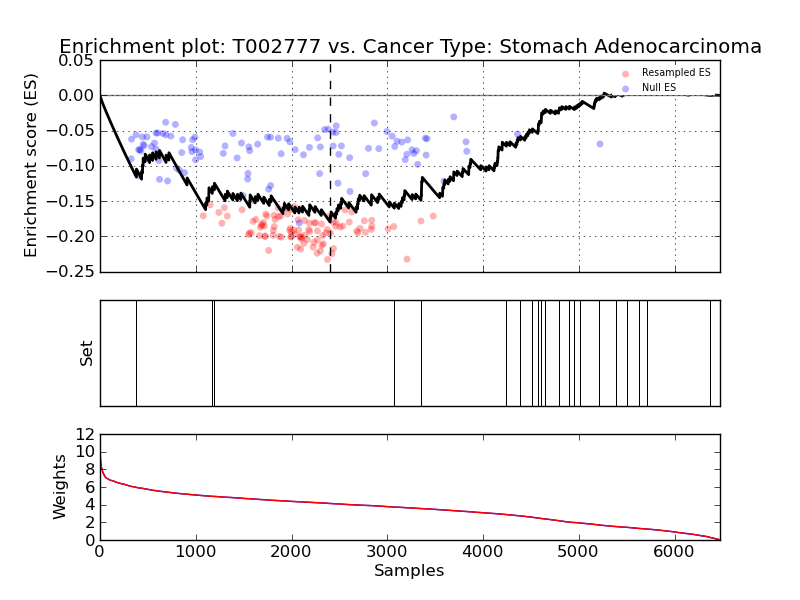 Enrichment plot: T002777 vs. Cancer Type: Stomach Adenocarcinoma
0.05
0.00
−0.05
−0.10
−0.15
−0.20
−0.25
Enrichment score (ES)
Resampled ES
Null ES
Set
12
10
8
6
4
2
0
Weights
0 1000 2000 3000 4000 5000 6000
Samples